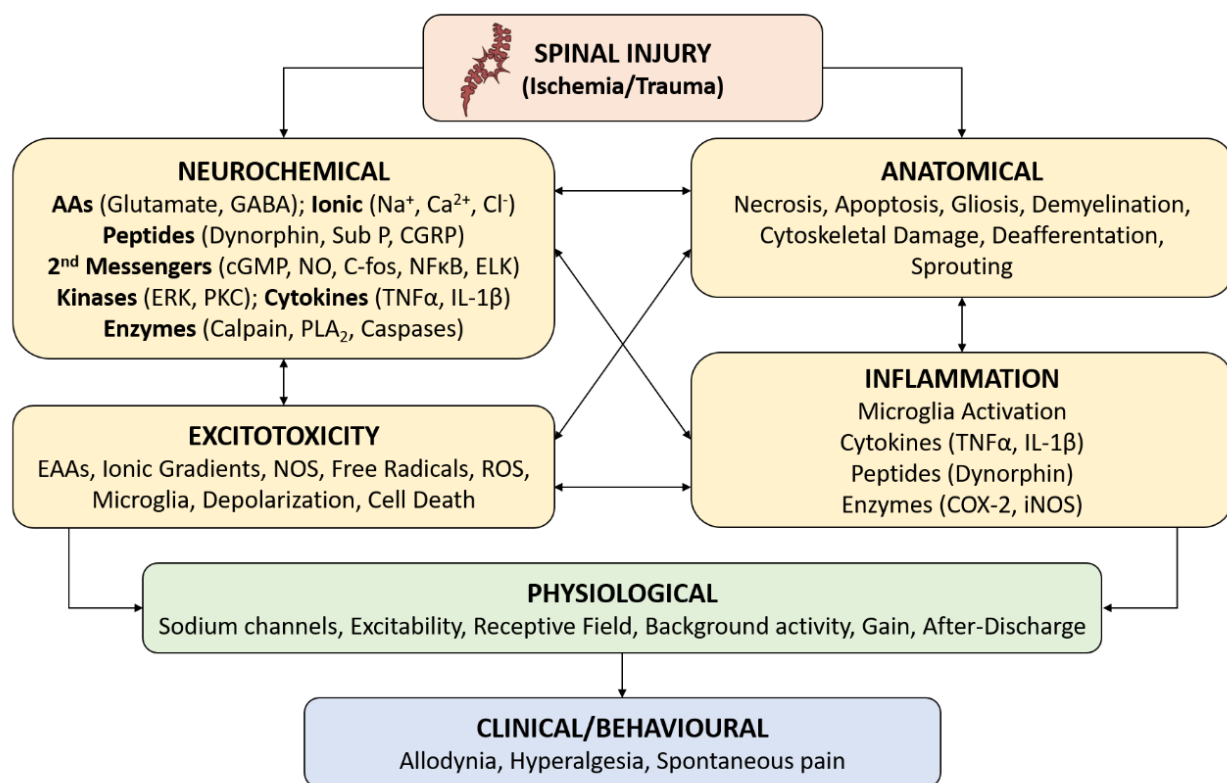 SPINAL INJURY
(Ischemia/Trauma)
NEUROCHEMICAL
AAs (Glutamate, GABA); Ionic (Na⁺, Ca²⁺, Cl⁻)
Peptides (Dynorphin, Sub P, CGRP)
2ⁿᵈ Messengers (cGMP, NO, C-fos, NFκB, ELK)
Kinases (ERK, PKC); Cytokines (TNFα, IL-1β)
Enzymes (Calpain, PLA₂, Caspases)
ANATOMICAL
Necrosis, Apoptosis, Gliosis, Demyelination,
Cytoskeletal Damage, Deafferentation,
Sprouting
EXCITOTOXICITY
EAAs, Ionic Gradients, NOS, Free Radicals, ROS,
Microglia, Depolarization, Cell Death
INFLAMMATION
Microglia Activation
Cytokines (TNFα, IL-1β)
Peptides (Dynorphin)
Enzymes (COX-2, iNOS)
PHYSIOLOGICAL
Sodium channels, Excitability, Receptive Field, Background activity, Gain, After-Discharge
CLINICAL/BEHAVIOURAL
Allodynia, Hyperalgesia, Spontaneous pain